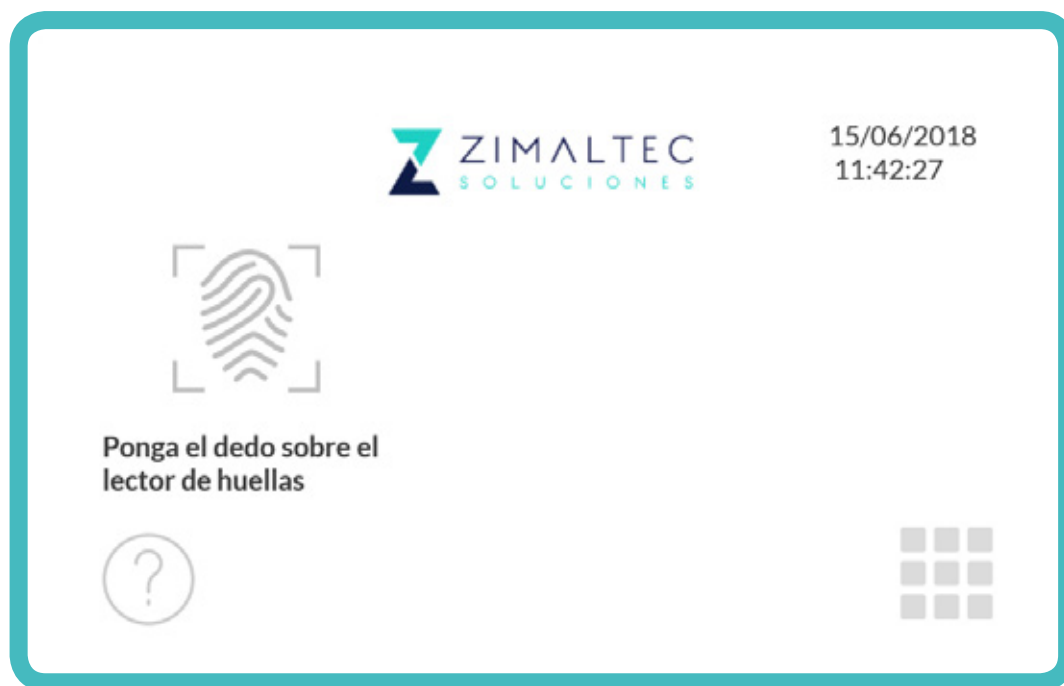 ZIMALTEC
SOLUCIONES
15/06/2018
11:42:27
Ponga el dedo sobre el
lector de huellas
?